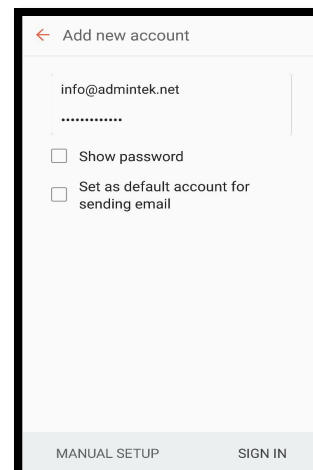 Add new account
info@admintek.net
•••••••••••••
Show password
Set as default account for
sending email
MANUAL SETUP SIGN IN